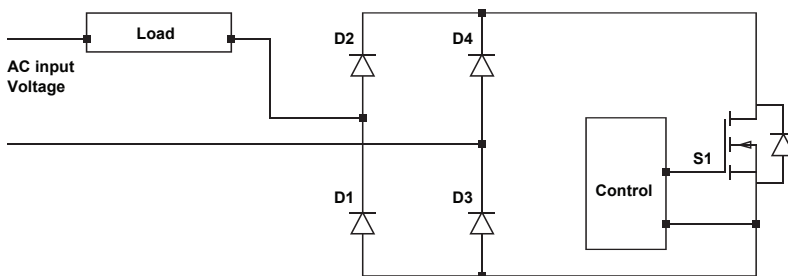 Load
D2
D4
AC input
Voltage
S1
Control
D1
D3